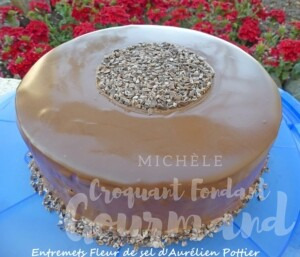 MICHÈLE
Croquant Fondant
Gourmand
Entremets Fleur de sel d'Aurélien Pottier